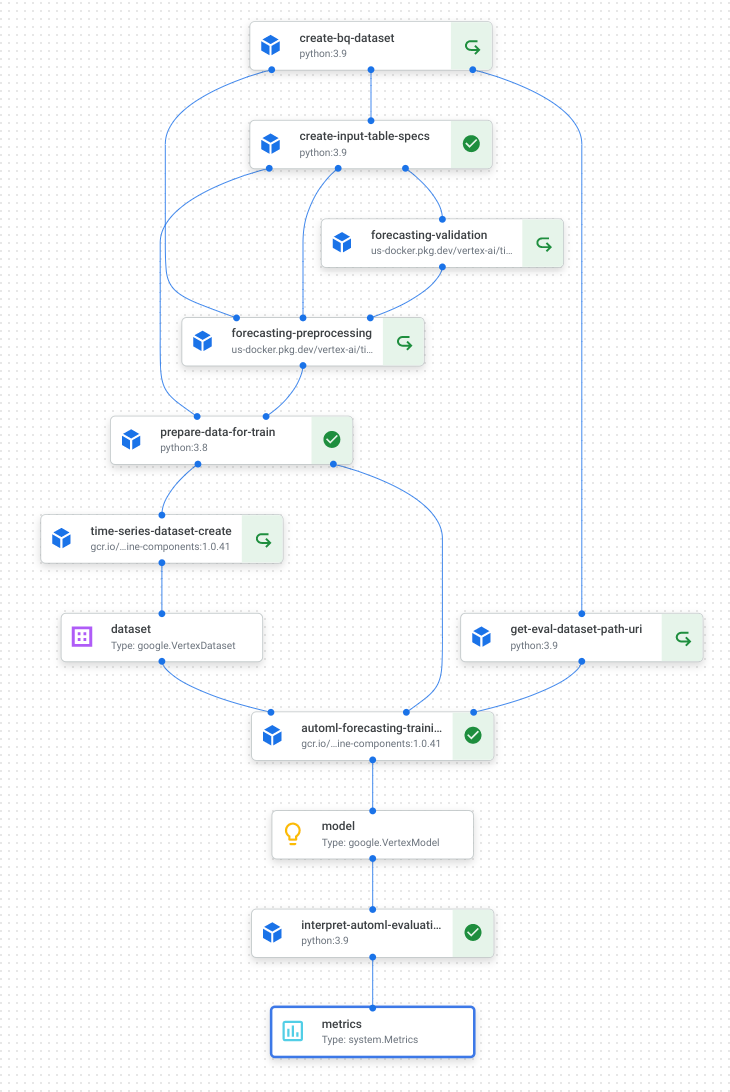 create-bq-dataset
python:3.9
create-input-table-specs
python:3.9
forecasting-validation
us-docker.pkg.dev/vertex-ai/ti...
forecasting-preprocessing
us-docker.pkg.dev/vertex-ai/ti...
prepare-data-for-train
python:3.8
time-series-dataset-create
gcr.io/...ine-components:1.0.41
dataset
Type: google.VertexDataset
get-eval-dataset-path-uri
python:3.9
automl-forecasting-traini...
gcr.io/...ine-components:1.0.41
model
Type: google.VertexModel
interpret-automl-evaluati...
python:3.9
metrics
Type: system.Metrics